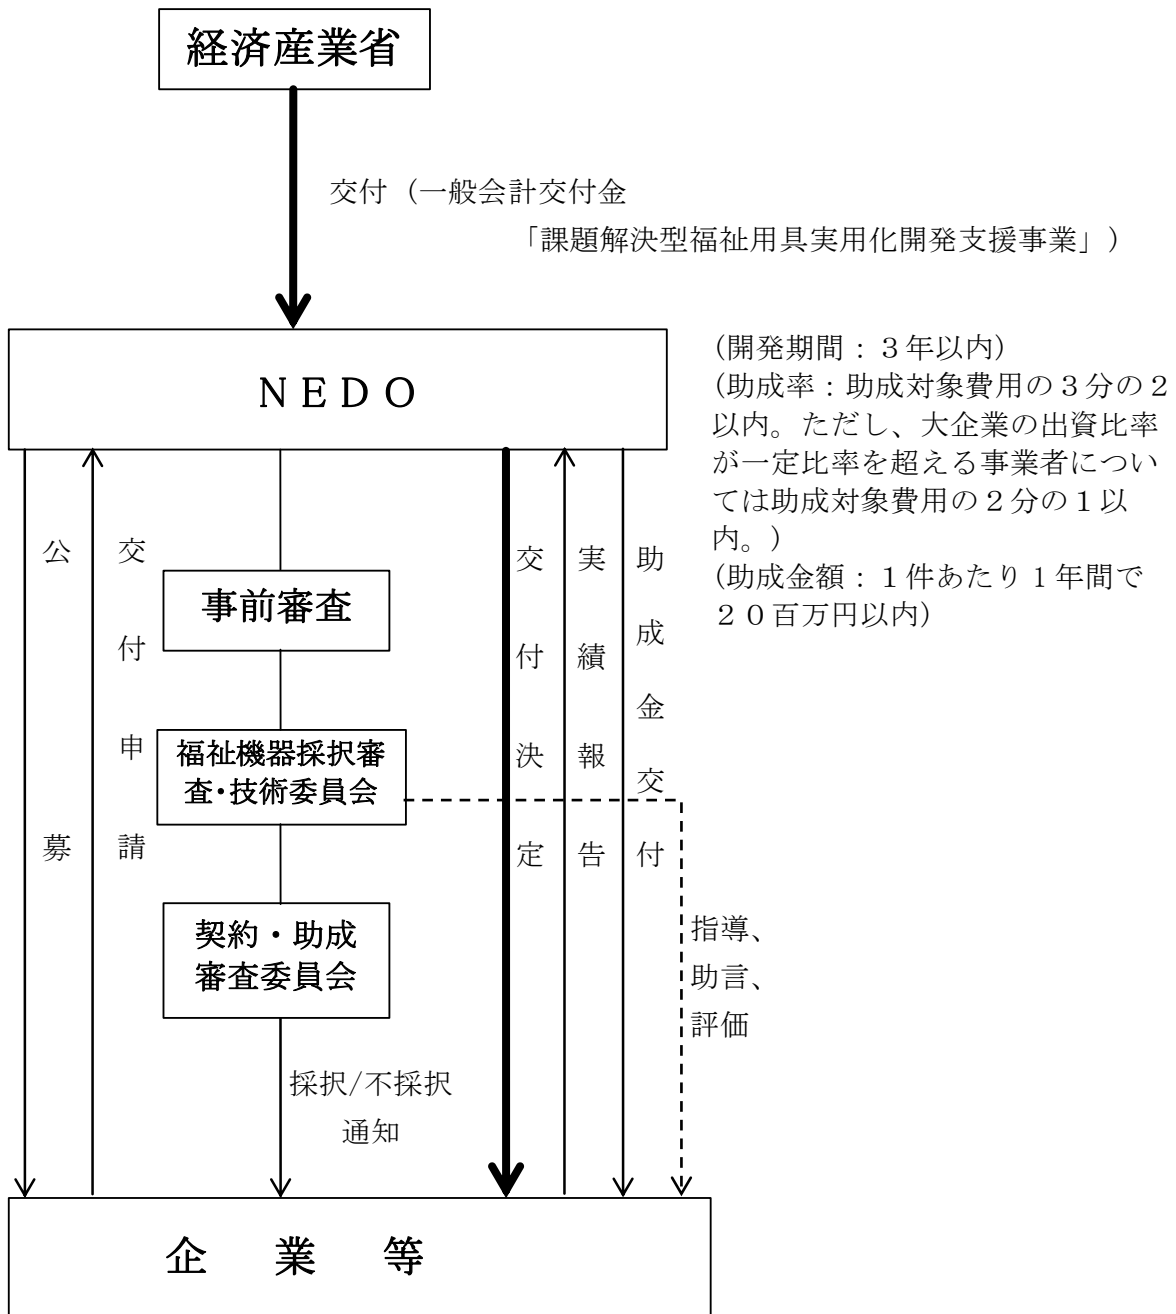 経済産業省
交付（一般会計交付金
「課題解決型福祉用具実用化開発支援事業」）
ＮＥＤＯ
(開発期間：３年以内)
(助成率：助成対象費用の３分の２
以内。ただし、大企業の出資比率
が一定比率を超える事業者につい
ては助成対象費用の２分の１以
内。)
(助成金額：１件あたり１年間で
２０百万円以内)
公募
交付申請
事前審査
福祉機器採択審
査・技術委員会
契約・助成
審査委員会
採択/不採択
通知
交付決定
実績報告
助成金交付
指導、
助言、
評価
企業等